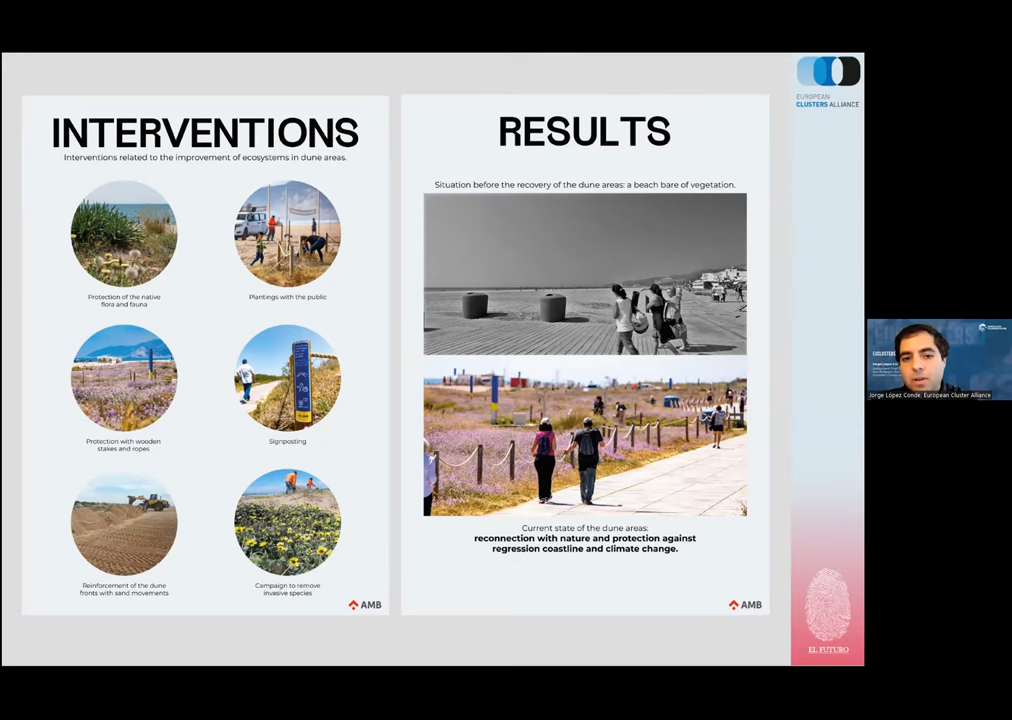 INTERVENTIONS
Interventions related to the improvement of ecosystems in dune areas.
Protection of the native
flora and fauna
Plantings with the public
Protection with wooden
stakes and ropes
Signposting
Reinforcement of the dune
fronts with sand movements
Campaign to remove
invasive species
AMB
RESULTS
Situation before the recovery of the dune areas: a beach bare of vegetation.
Current state of the dune areas:
reconnection with nature and protection against
regression coastline and climate change.
AMB
EUROPEAN
CLUSTERS ALLIANCE
EL FUTURO
Jorge López Conde, European Cluster Alliance